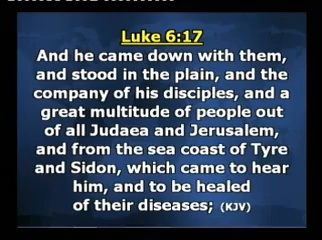 Luke 6:17
And he came down with them,
and stood in the plain, and the
company of his disciples, and a
great multitude of people out
of all Judaea and Jerusalem,
and from the sea coast of Tyre
and Sidon, which came to hear
him, and to be healed
of their diseases; (KJV)